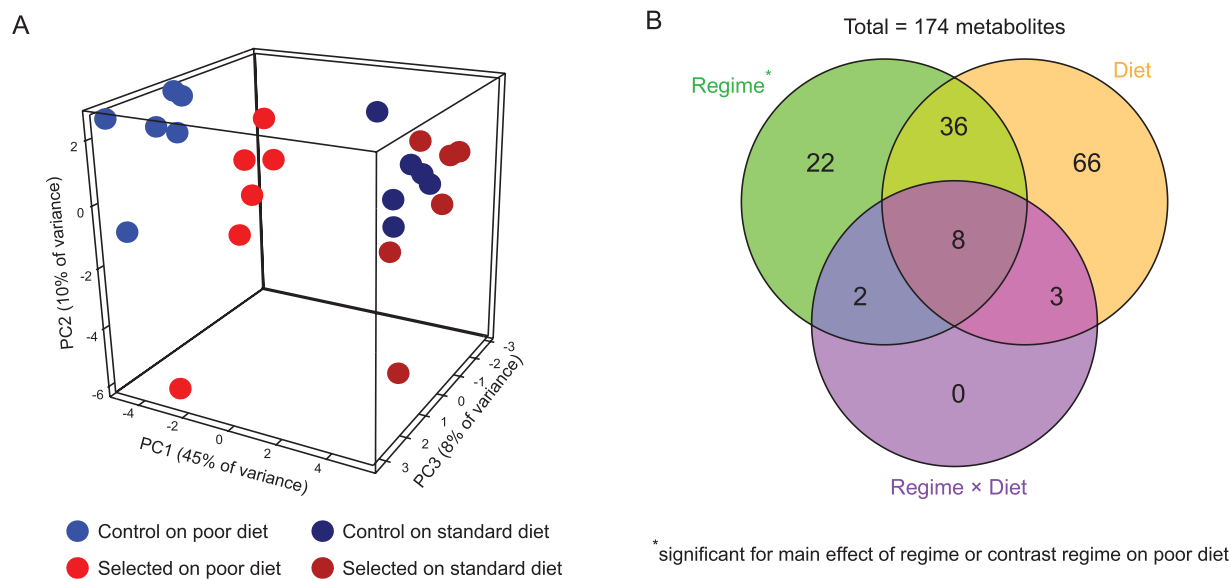 A
2
0
-2
-4
-6
PC2 (10% of variance)
-4
-2
0
2
4
PC1 (45% of variance)
-3
-2
-1
0
1
2
3
PC3 (8% of variance)
Control on poor diet
Control on standard diet
Selected on poor diet
Selected on standard diet
B
Total = 174 metabolites
Regime*
Diet
36
22
66
8
2
3
0
Regime × Diet
*significant for main effect of regime or contrast regime on poor diet